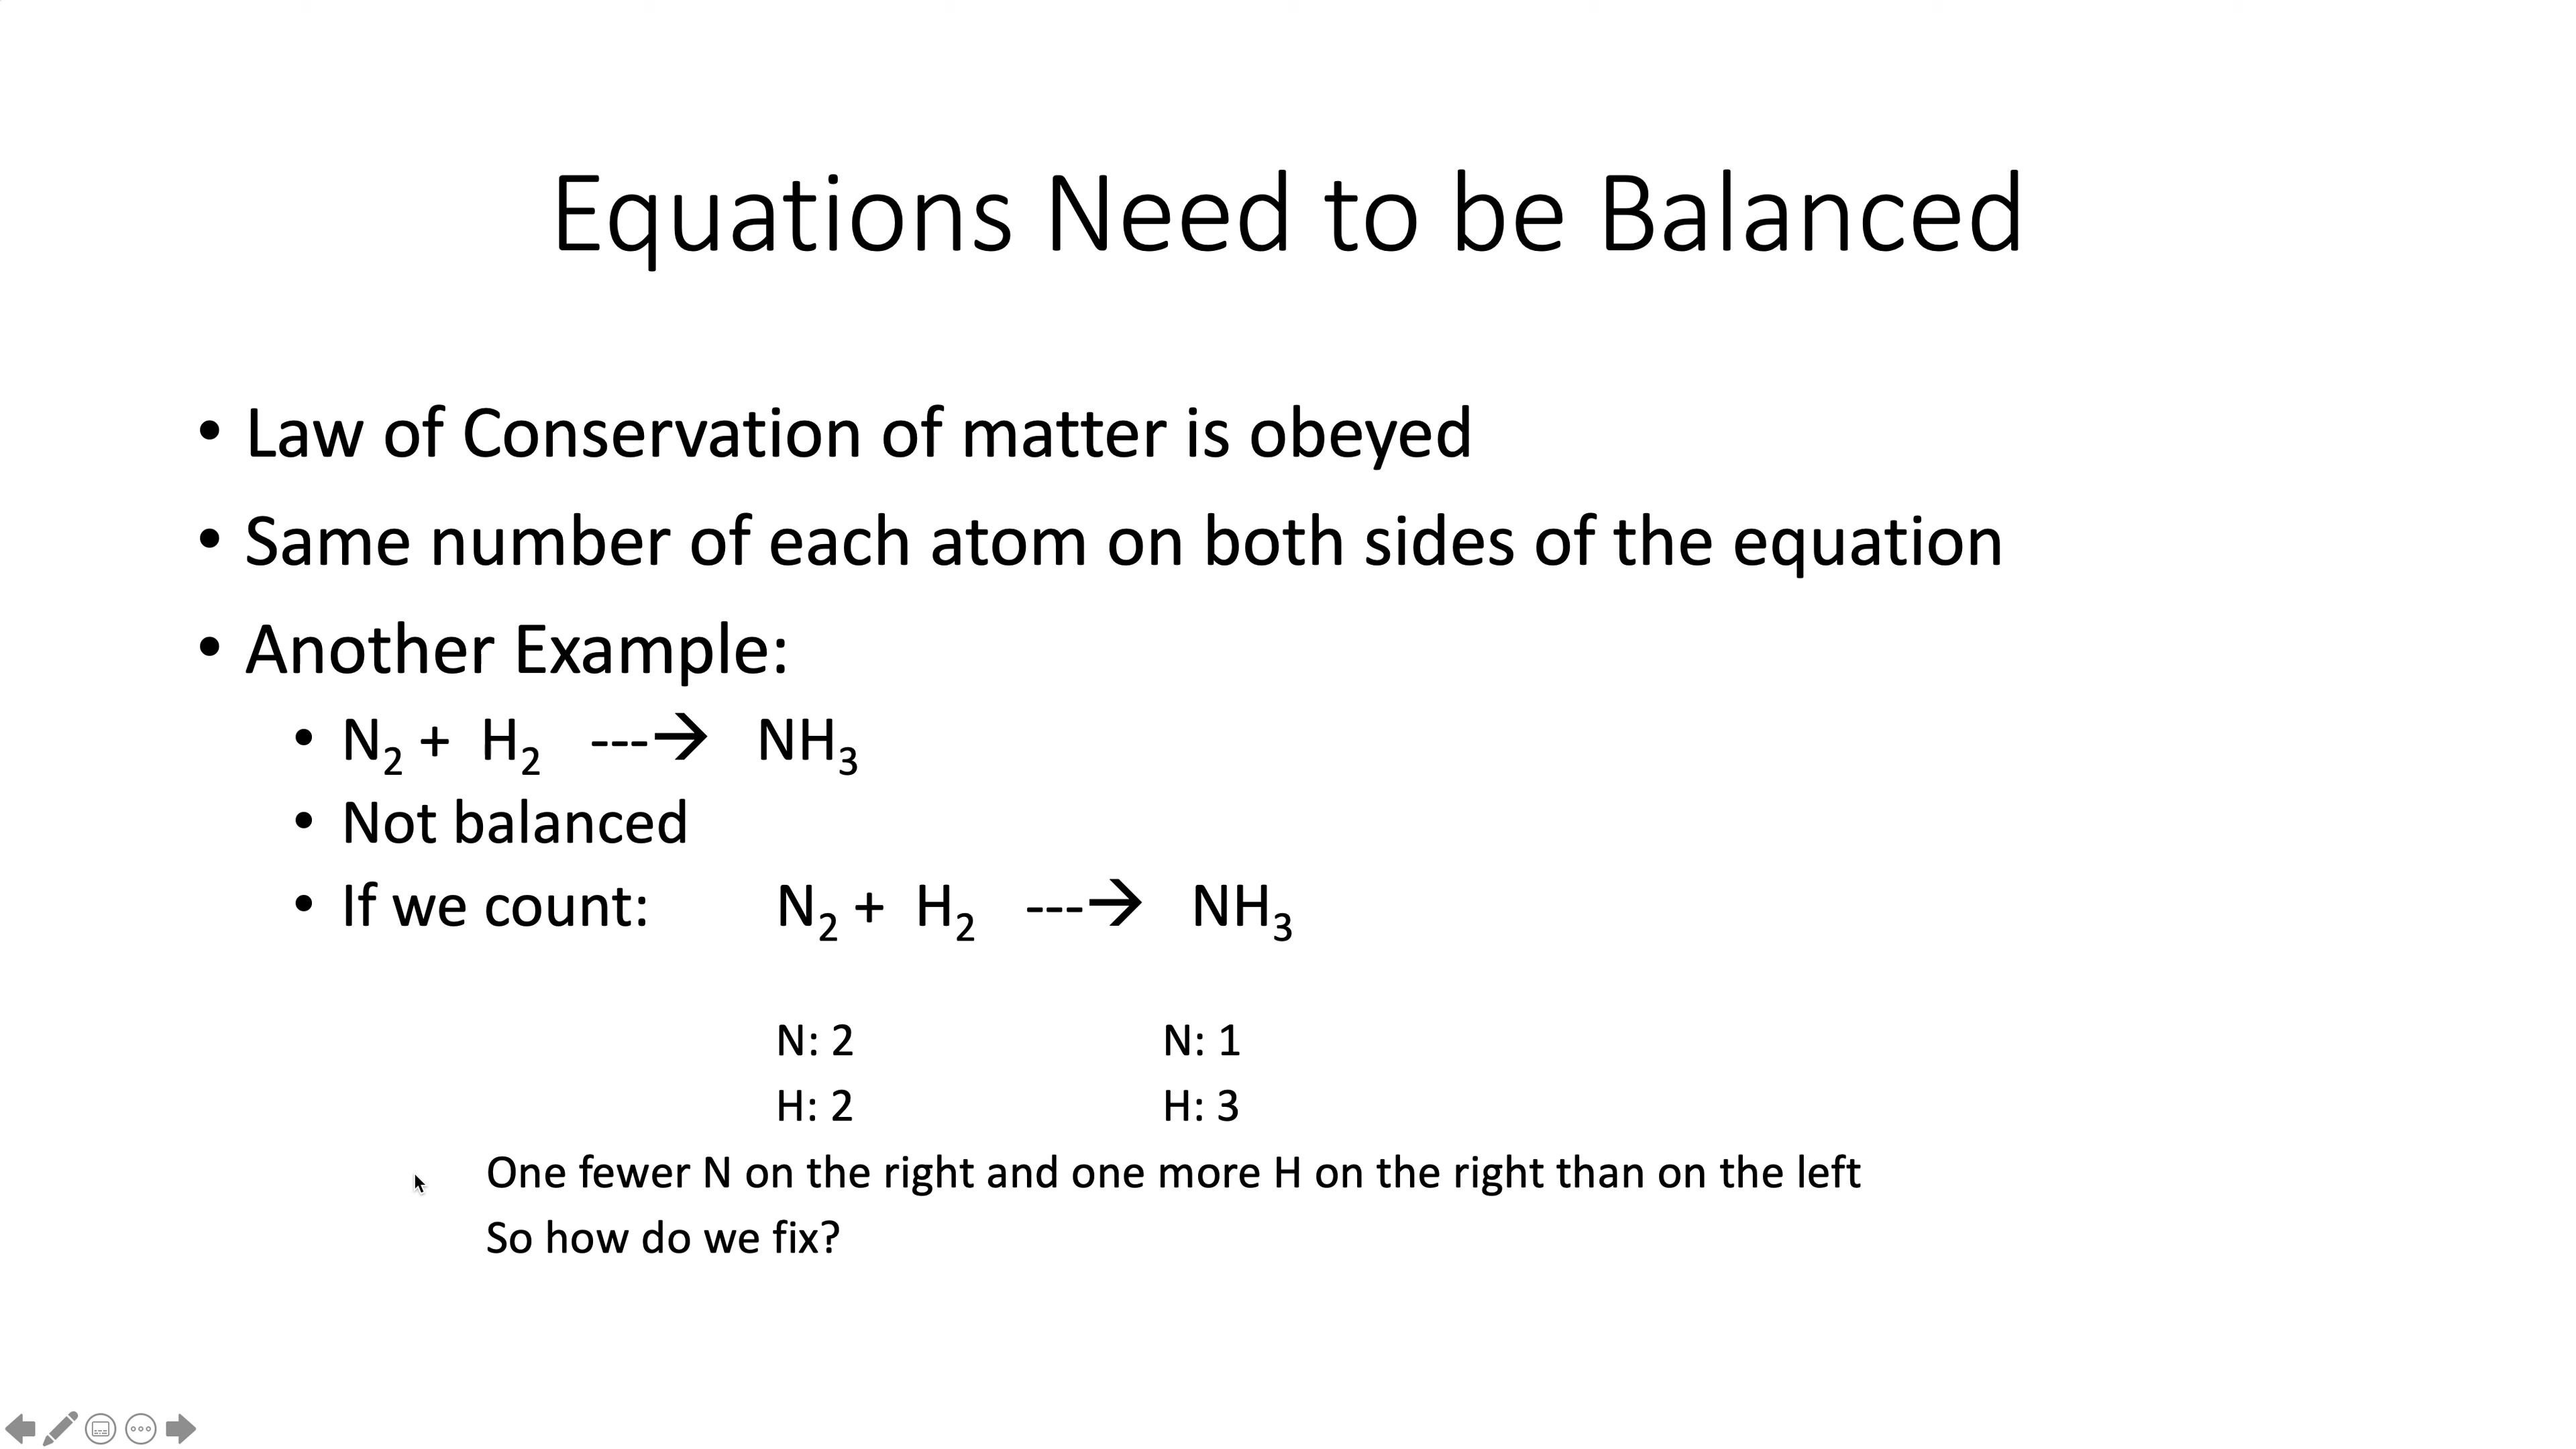 Equations Need to be Balanced
• Law of Conservation of matter is obeyed
• Same number of each atom on both sides of the equation
• Another Example:
• N₂ + H₂ ---→ NH₃
• Not balanced
• If we count: N₂ + H₂ ---→ NH₃
N: 2 N: 1
H: 2 H: 3
One fewer N on the right and one more H on the right than on the left
So how do we fix?